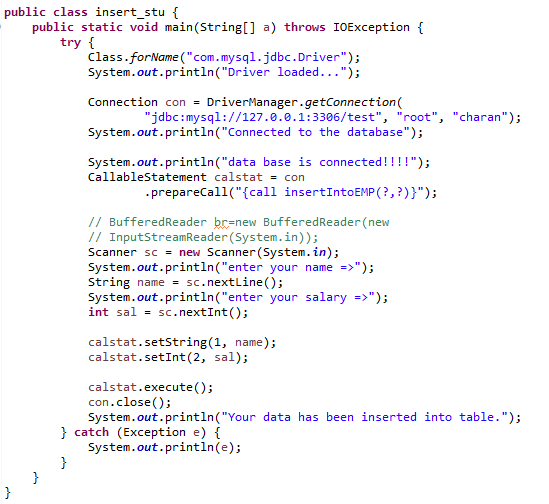 public class insert_stu {
    public static void main(String[] a) throws IOException {
        try {
            Class.forName("com.mysql.jdbc.Driver");
            System.out.println("Driver loaded...");

            Connection con = DriverManager.getConnection(
                    "jdbc:mysql://127.0.0.1:3306/test", "root", "charan");
            System.out.println("Connected to the database");

            System.out.println("data base is connected!!!!");
            CallableStatement calstat = con
                    .prepareCall("{call insertIntoEMP(?,?)}");

            // BufferedReader br=new BufferedReader(new
            // InputStreamReader(System.in));
            Scanner sc = new Scanner(System.in);
            System.out.println("enter your name =>");
            String name = sc.nextLine();
            System.out.println("enter your salary =>");
            int sal = sc.nextInt();

            calstat.setString(1, name);
            calstat.setInt(2, sal);

            calstat.execute();
            con.close();
            System.out.println("Your data has been inserted into table.");
        } catch (Exception e) {
            System.out.println(e);
        }
    }
}